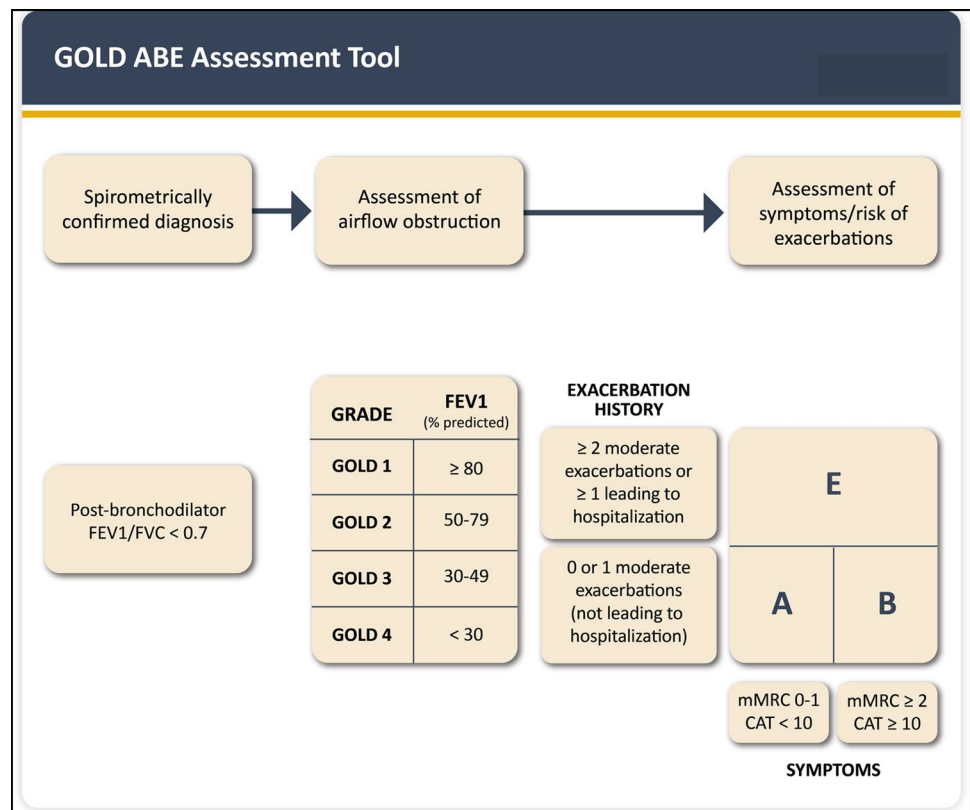 GOLD ABE Assessment Tool
Spirometrically
confirmed diagnosis
Assessment of
airflow obstruction
Assessment of
symptoms/risk of
exacerbations
Post-bronchodilator
FEV1/FVC < 0.7
GRADE FEV1
(% predicted)
GOLD 1 ≥ 80
GOLD 2 50-79
GOLD 3 30-49
GOLD 4 < 30
EXACERBATION
HISTORY
≥ 2 moderate
exacerbations or
≥ 1 leading to
hospitalization
0 or 1 moderate
exacerbations
(not leading to
hospitalization)
E
A B
mMRC 0-1
CAT < 10
mMRC ≥ 2
CAT ≥ 10
SYMPTOMS